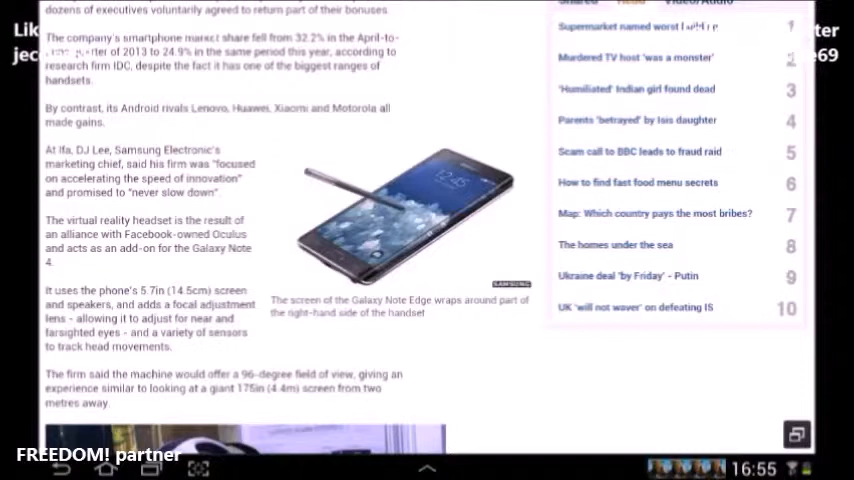 dozens of executives voluntarily agreed to return part of their bonuses.
The company's smartphone market share fell from 32.2% in the April-to-
of 2013 to 24.9% in the same period this year, according to
research firm IDC, despite the fact it has one of the biggest ranges of
handsets.
By contrast, its Android rivals Lenovo, Huawei, Xiaomi and Motorola all
made gains.
At Ifa, DJ Lee, Samsung Electronic's
marketing chief, said his firm was "focused
on accelerating the speed of innovation"
and promised to "never slow down".
The virtual reality headset is the result of
an alliance with Facebook-owned Oculus
and acts as an add-on for the Galaxy Note
4.
It uses the phone's 5.7in (14.5cm) screen
and speakers, and adds a focal adjustment
lens - allowing it to adjust for near and
farsighted eyes - and a variety of sensors
to track head movements.
The firm said the machine would offer a 96-degree field of view, giving an
experience similar to looking at a giant 175in (4.4m) screen from two
metres away.
12:45
SAMSUNG
The screen of the Galaxy Note Edge wraps around part of
the right-hand side of the handset
Shared Read Video/Audio
Supermarket named worst 1
Murdered TV host 'was a monster' 2
'Humiliated' Indian girl found dead 3
Parents 'betrayed' by Isis daughter 4
Scam call to BBC leads to fraud raid 5
How to find fast food menu secrets 6
Map: Which country pays the most bribes? 7
The homes under the sea 8
Ukraine deal 'by Friday' - Putin 9
UK 'will not waver' on defeating IS 10
Lik
jec
tter
e69
FREEDOM! partner
16:55